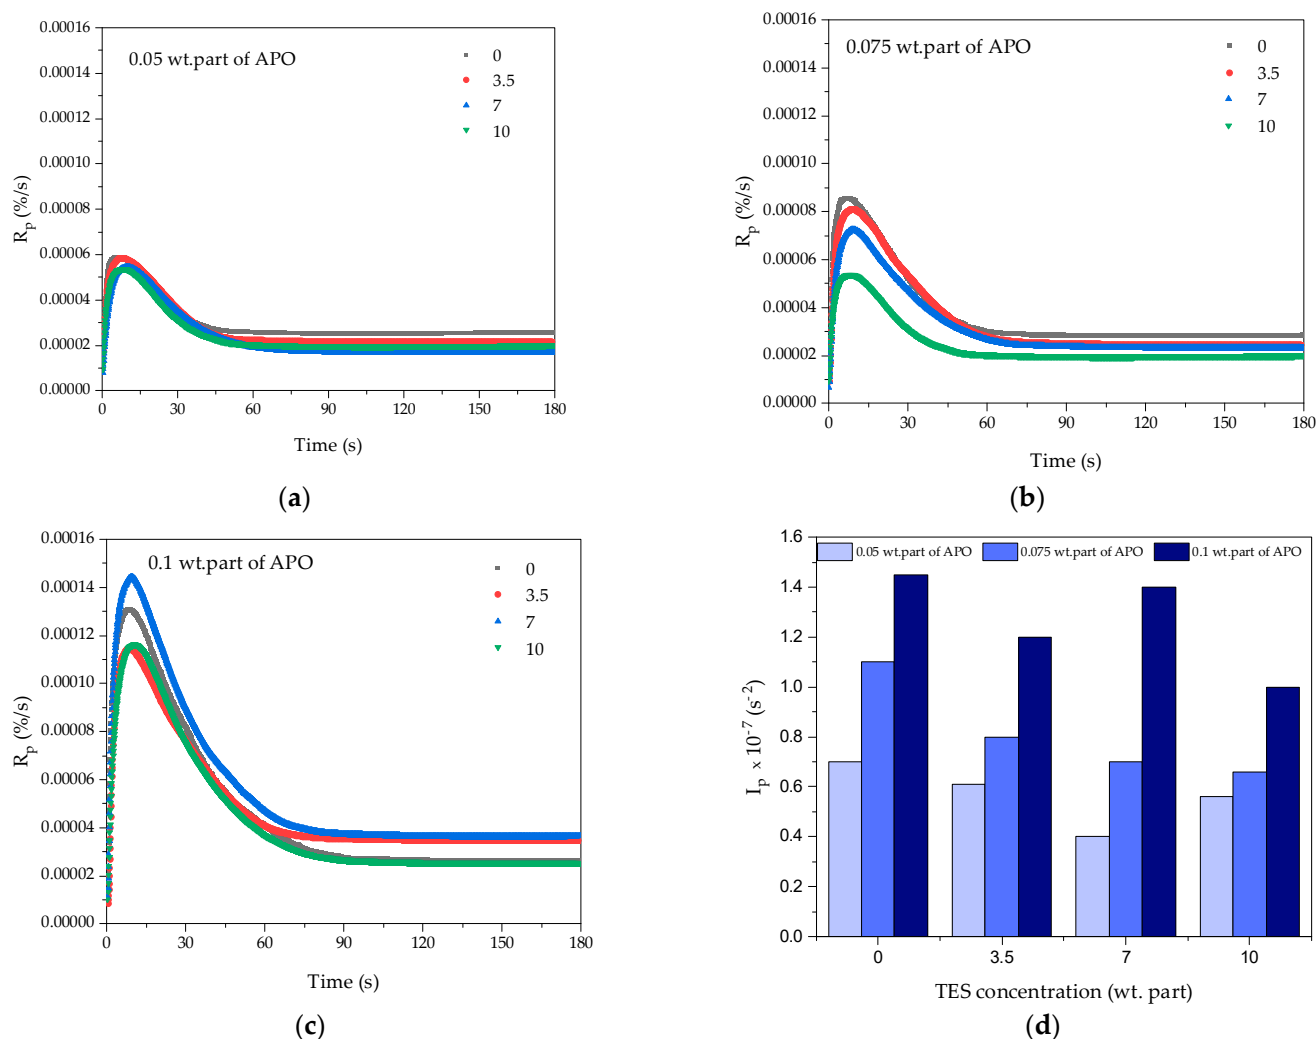 0.05 wt.part of APO
0
3.5
7
10
0.00016
0.00014
0.00012
0.00010
0.00008
0.00006
0.00004
0.00002
0.00000
R_p (%/s)
0 30 60 90 120 150 180
Time (s)
(a)
0.075 wt.part of APO
0
3.5
7
10
0.00016
0.00014
0.00012
0.00010
0.00008
0.00006
0.00004
0.00002
0.00000
R_p (%/s)
0 30 60 90 120 150 180
Time (s)
(b)
0.1 wt.part of APO
0
3.5
7
10
0.00016
0.00014
0.00012
0.00010
0.00008
0.00006
0.00004
0.00002
0.00000
R_p (%/s)
0 30 60 90 120 150 180
Time (s)
(c)
0.05 wt.part of APO 0.075 wt.part of APO 0.1 wt.part of APO
1.6
1.4
1.2
1.0
0.8
0.6
0.4
0.2
0.0
I_p x 10^-7 (s^-2)
0 3.5 7 10
TES concentration (wt. part)
(d)